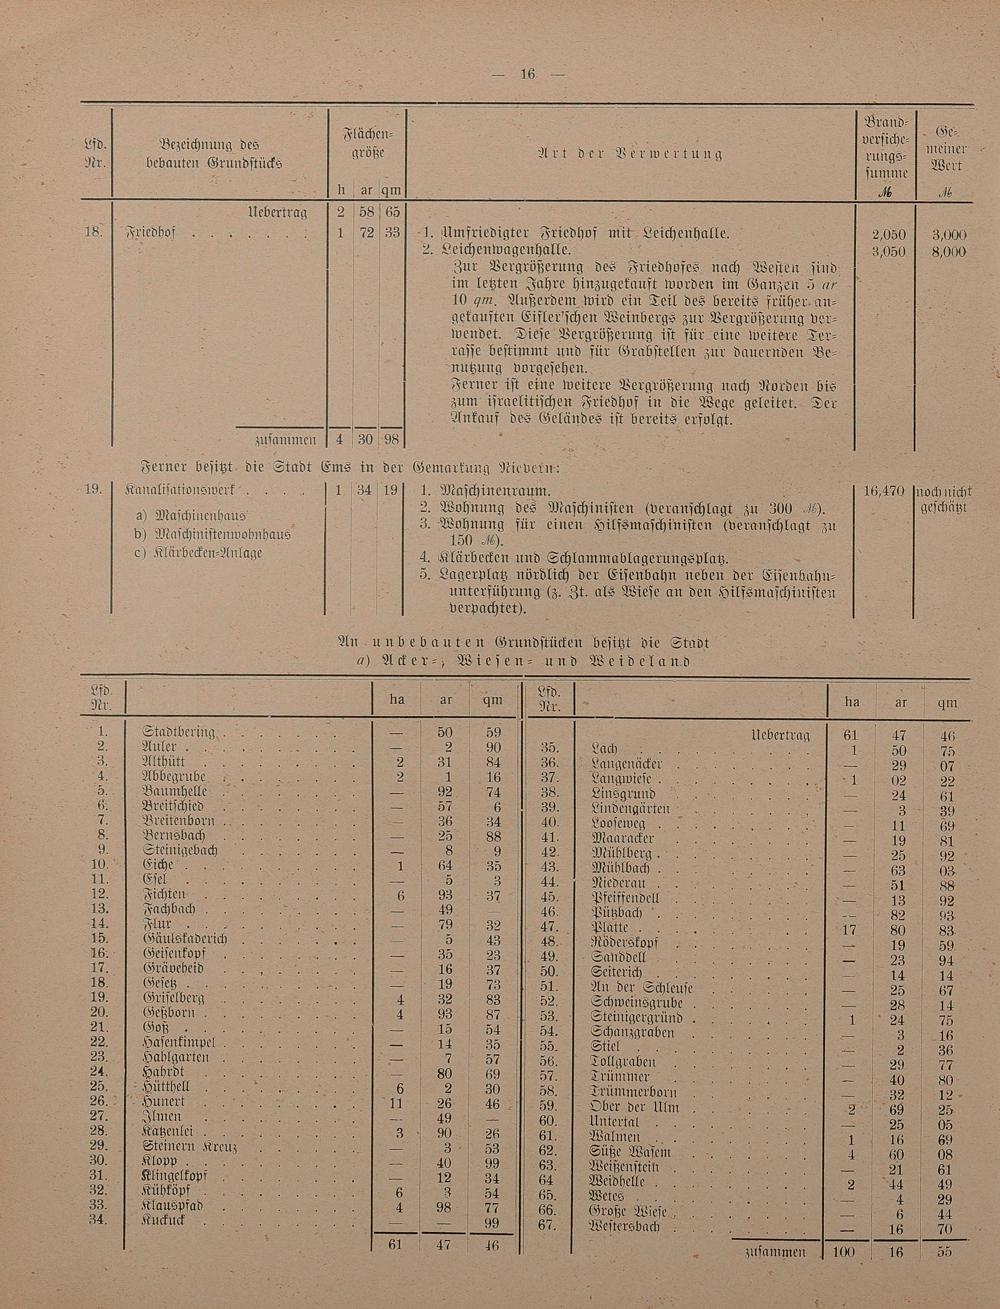 — 16 —
Lfd. Nr. | Bezeichnung des bebauten Grundstücks | Flächen=größe h ar qm | Art der Verwertung | Brand=versiche=rungs=summe ℳ | Ge=meiner Wert ℳ
Uebertrag 2 58 65
18. Friedhof . . . . . . . 1 72 33 1. Umfriedigter Friedhof mit Leichenhalle. 2,050 3,000
2. Leichenwagenhalle. 3,050 8,000
Zur Vergrößerung des Friedhofes nach Westen sind
im letzten Jahre hinzugekauft worden im Ganzen 5 ar
10 qm. Außerdem wird ein Teil des bereits früher an=
gekauften Eisler'schen Weinbergs zur Vergrößerung ver=
wendet. Diese Vergrößerung ist für eine weitere Ter=
rasse bestimmt und für Grabstellen zur dauernden Be=
nutzung vorgesehen.
Ferner ist eine weitere Vergrößerung nach Norden bis
zum israelitischen Friedhof in die Wege geleitet. Der
Ankauf des Geländes ist bereits erfolgt.
zusammen 4 30 98
Ferner besitzt die Stadt Ems in der Gemarkung Nievern:
19. Kanalisationswerk . . . . 1 34 19 1. Maschinenraum. 16,470 noch nicht
2. Wohnung des Maschinisten (veranschlagt zu 300 ℳ). geschätzt
a) Maschinenhaus 3. Wohnung für einen Hilfsmaschinisten (veranschlagt zu
b) Maschinistenwohnhaus 150 ℳ).
c) Klärbecken-Anlage 4. Klärbecken und Schlammablagerungsplatz.
5. Lagerplatz nördlich der Eisenbahn neben der Eisenbahn=
unterführung (z. Zt. als Wiese an den Hilfsmaschinisten
verpachtet).
An unbebauten Grundstücken besitzt die Stadt
a) Acker=, Wiesen= und Weideland
Lfd. Nr. ha ar qm
1. Stadtbering . . — 50 59
2. Auler . . — 2 90
3. Althütt . . 2 31 84
4. Abbegrube . . 2 1 16
5. Baumhelle . . — 92 74
6. Breitschied . . — 57 6
7. Breitenborn . . — 36 34
8. Bernsbach . . — 25 88
9. Steinigebach . . — 8 9
10. Eiche . . 1 64 35
11. Esel . . — 5 3
12. Fichten . . 6 93 37
13. Fachbach . . — 49 —
14. Flur . . — 79 32
15. Gäulskaderich . . — 5 43
16. Geisenkopf . . — 35 23
17. Gräveheid . . — 16 37
18. Gesetz . . — 19 73
19. Griselberg . . 4 32 83
20. Geßborn . . 4 93 87
21. Goß . . — 15 54
22. Hasenkimpel . . — 14 35
23. Hahlgarten . . — 7 57
24. Hahrdt . . — 80 69
25. Hütthell . . 6 2 30
26. Hunert . . 11 26 46
27. Ilmen . . — 49 —
28. Katzenlei . . 3 90 26
29. Steinern Kreuz . . — 3 53
30. Klopp . . — 40 99
31. Klingelkopf . . — 12 34
32. Kühköpf . . 6 3 54
33. Klauspfad . . 4 98 77
34. Kuckuck . . — — 99
61 47 46
Lfd. Nr. ha ar qm
Uebertrag 61 47 46
35. Lach . . 1 50 75
36. Langenäcker . . — 29 07
37. Langwiese . . 1 02 22
38. Linsgrund . . — 24 61
39. Lindengärten . . — 3 39
40. Looseweg . . — 11 69
41. Maaracker . . — 19 81
42. Mühlberg . . — 25 92
43. Mühlbach . . — 63 03
44. Niederau . . — 51 88
45. Pfeiffendell . . — 13 92
46. Pützbach . . — 82 93
47. Platte . . 17 80 83
48. Röderskopf . . — 19 59
49. Sanddell . . — 23 94
50. Seiterich . . — 14 14
51. An der Schleuse . . — 25 67
52. Schweinsgrube . . — 28 14
53. Steinigergründ . . 1 24 75
54. Schanzgraben . . — 3 16
55. Stiel . . — 2 36
56. Tollgraben . . — 29 77
57. Trümmer . . — 40 80
58. Trümmerborn . . — 32 12
59. Ober der Ulm . . 2 69 25
60. Untertal . . — 25 05
61. Walmen . . 1 16 69
62. Süße Wasem . . 4 60 08
63. Weißenstein . . — 21 61
64 Weidhelle . . 2 44 49
65. Wetes . . — 4 29
66. Große Wiese . . — 6 44
67. Westersbach . . — 16 70
zusammen 100 16 55